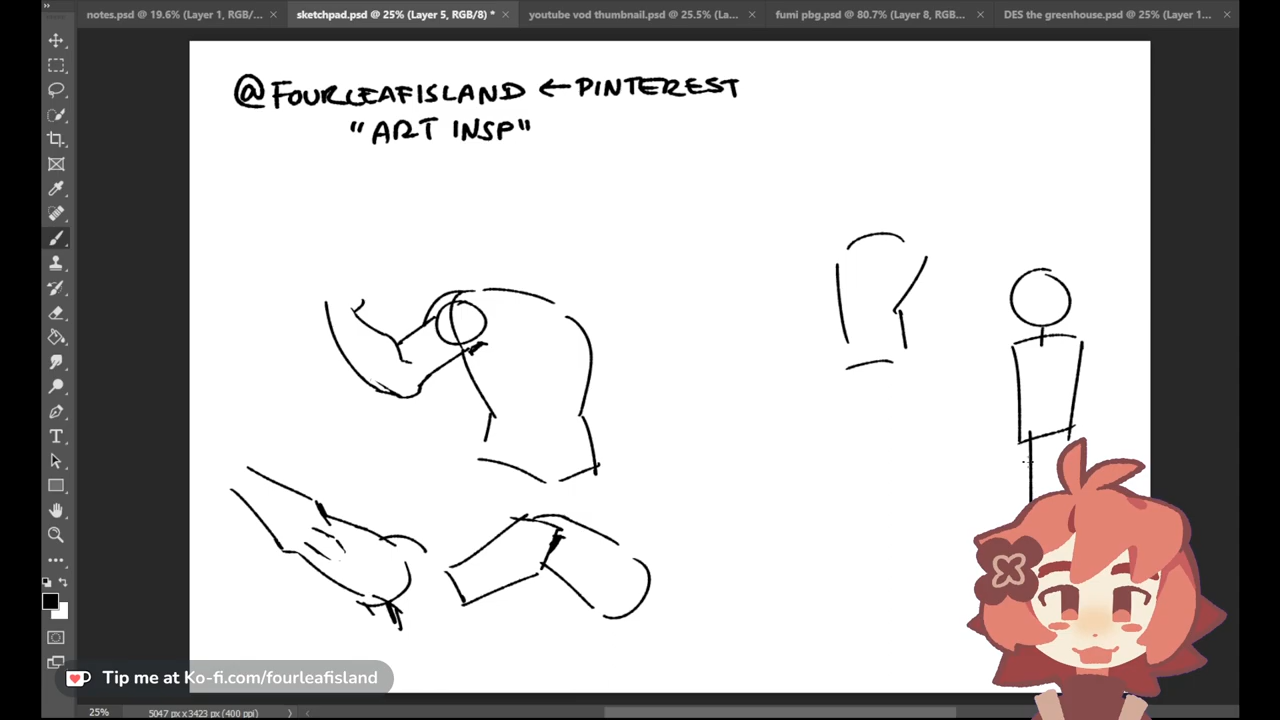 notes.psd @ 19.6% (Layer 1, RGB/... ×
sketchpad.psd @ 25% (Layer 5, RGB/8) * ×
youtube vod thumbnail.psd @ 25.5% (La... ×
fumi pbg.psd @ 80.7% (Layer 8, RGB... ×
DES the greenhouse.psd @ 25% (Layer 1... ×
@FOURLEAFISLAND ←PINTEREST
"ART INSP"
Tip me at Ko-fi.com/fourleafisland
25% 5047 px x 3423 px (400 ppi)